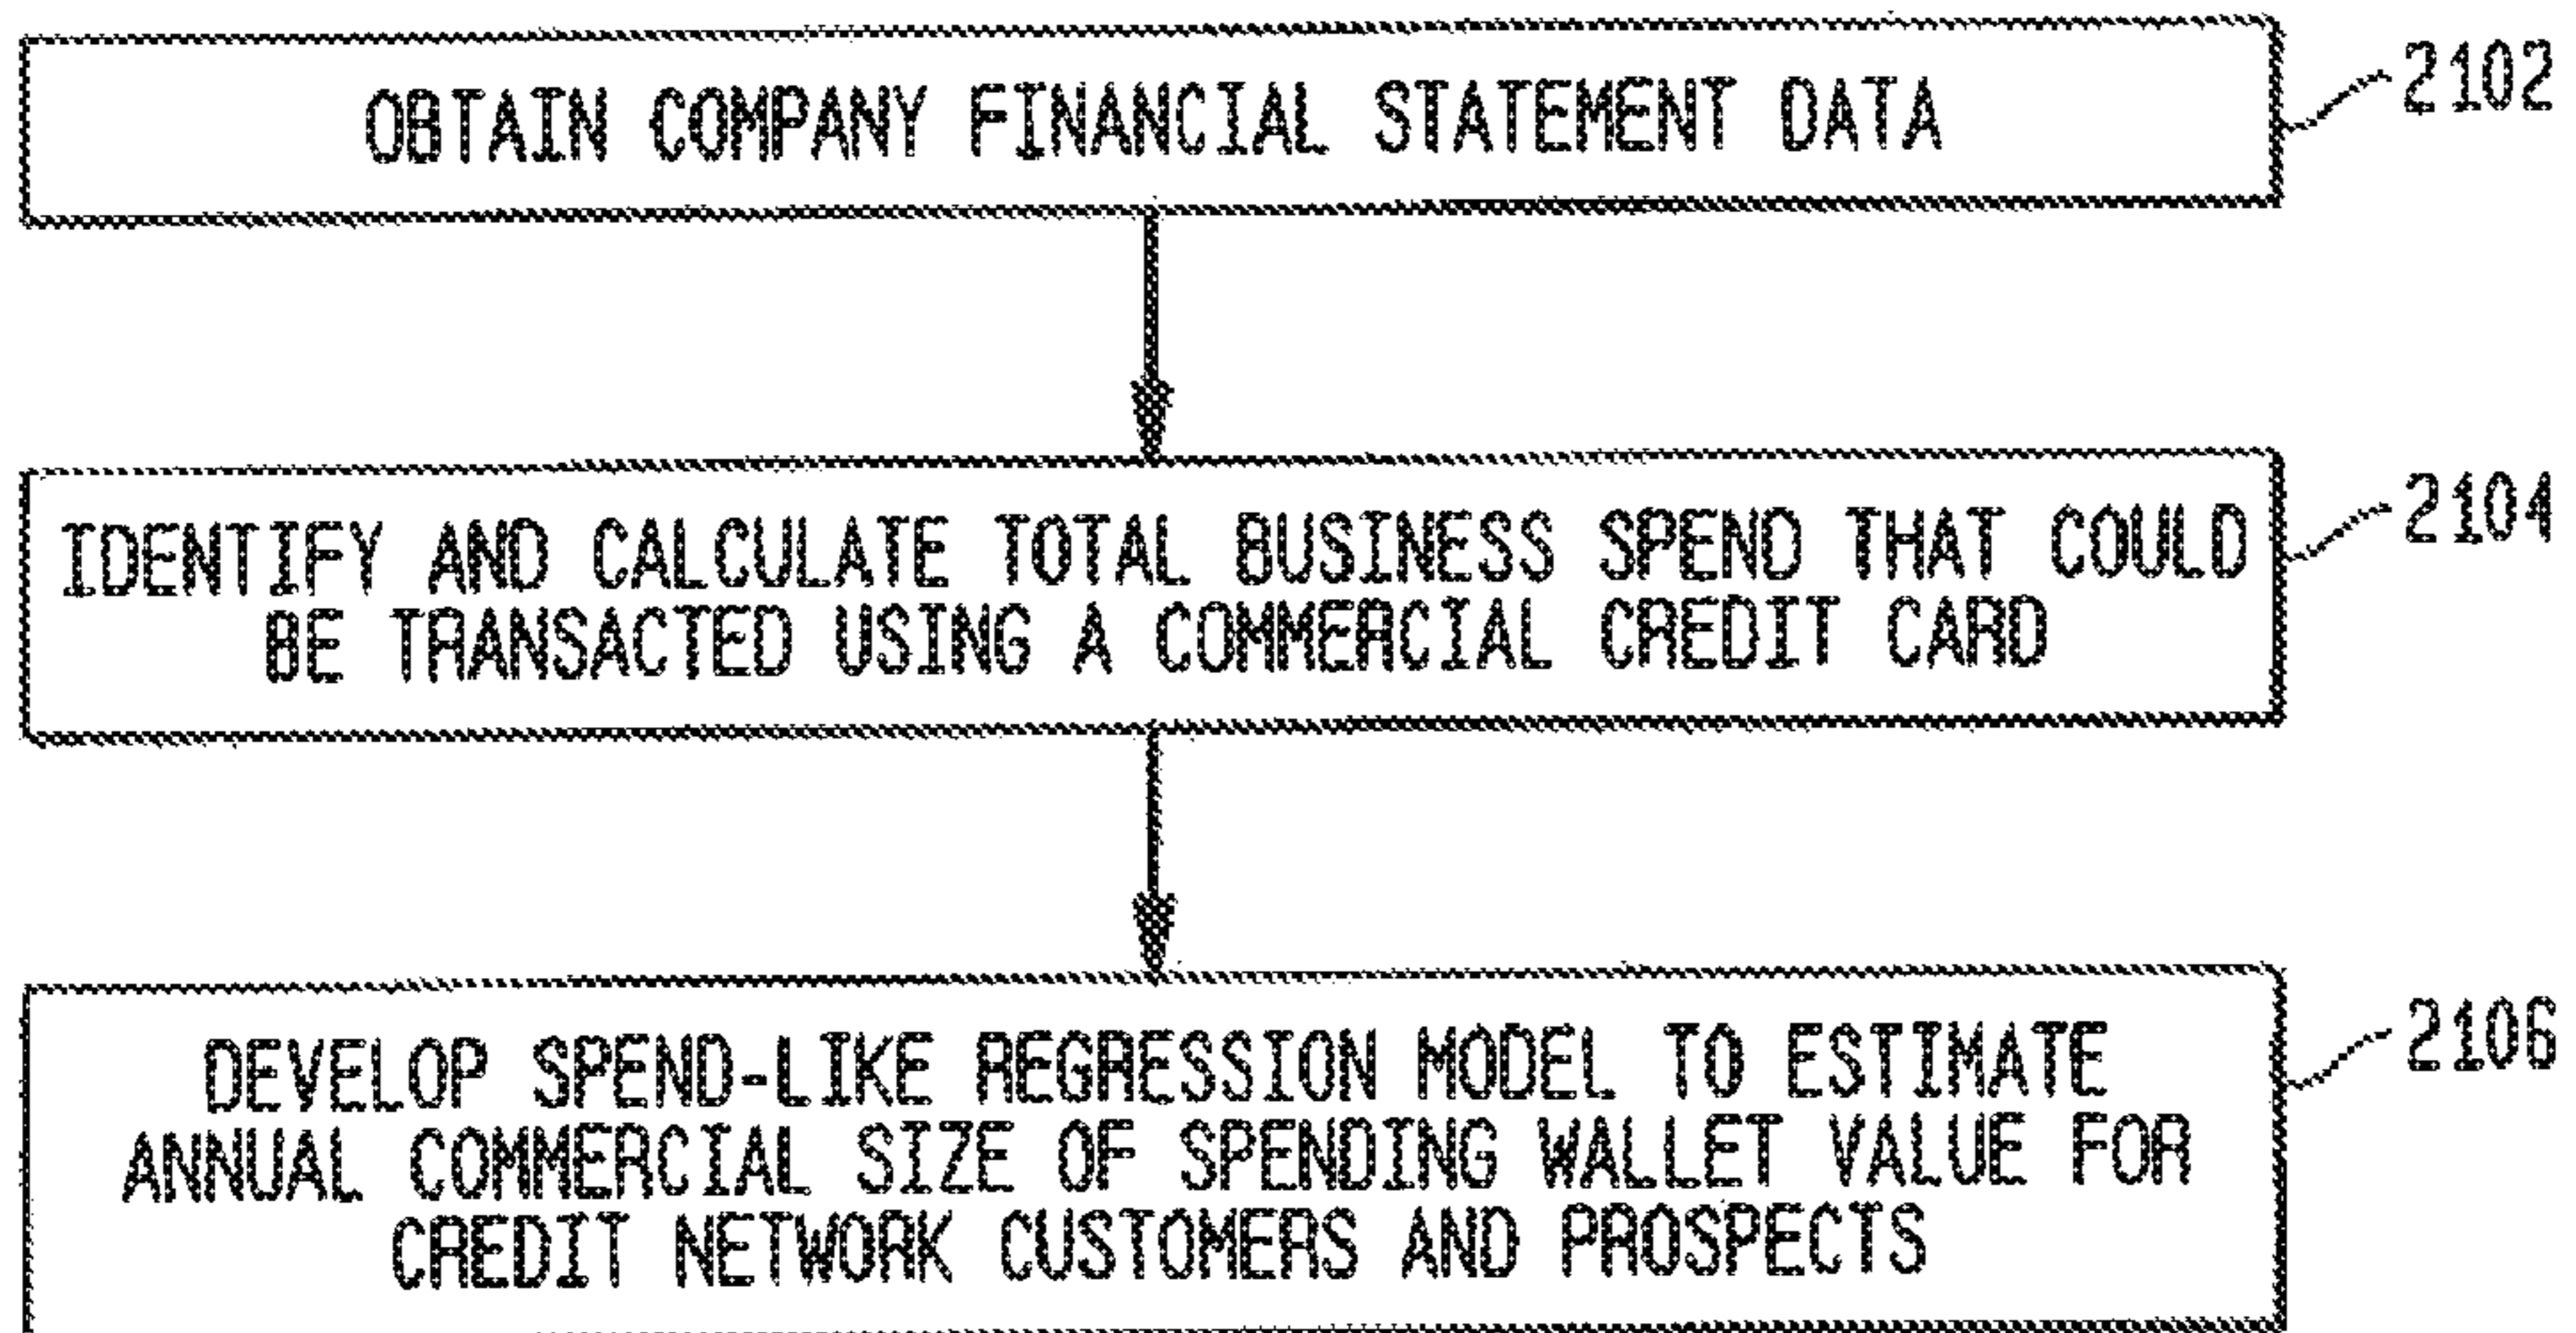 OBTAIN COMPANY FINANCIAL STATEMENT DATA
2102
IDENTIFY AND CALCULATE TOTAL BUSINESS SPEND THAT COULD
BE TRANSACTED USING A COMMERCIAL CREDIT CARD
2104
DEVELOP SPEND-LIKE REGRESSION MODEL TO ESTIMATE
ANNUAL COMMERCIAL SIZE OF SPENDING WALLET VALUE FOR
CREDIT NETWORK CUSTOMERS AND PROSPECTS
2106